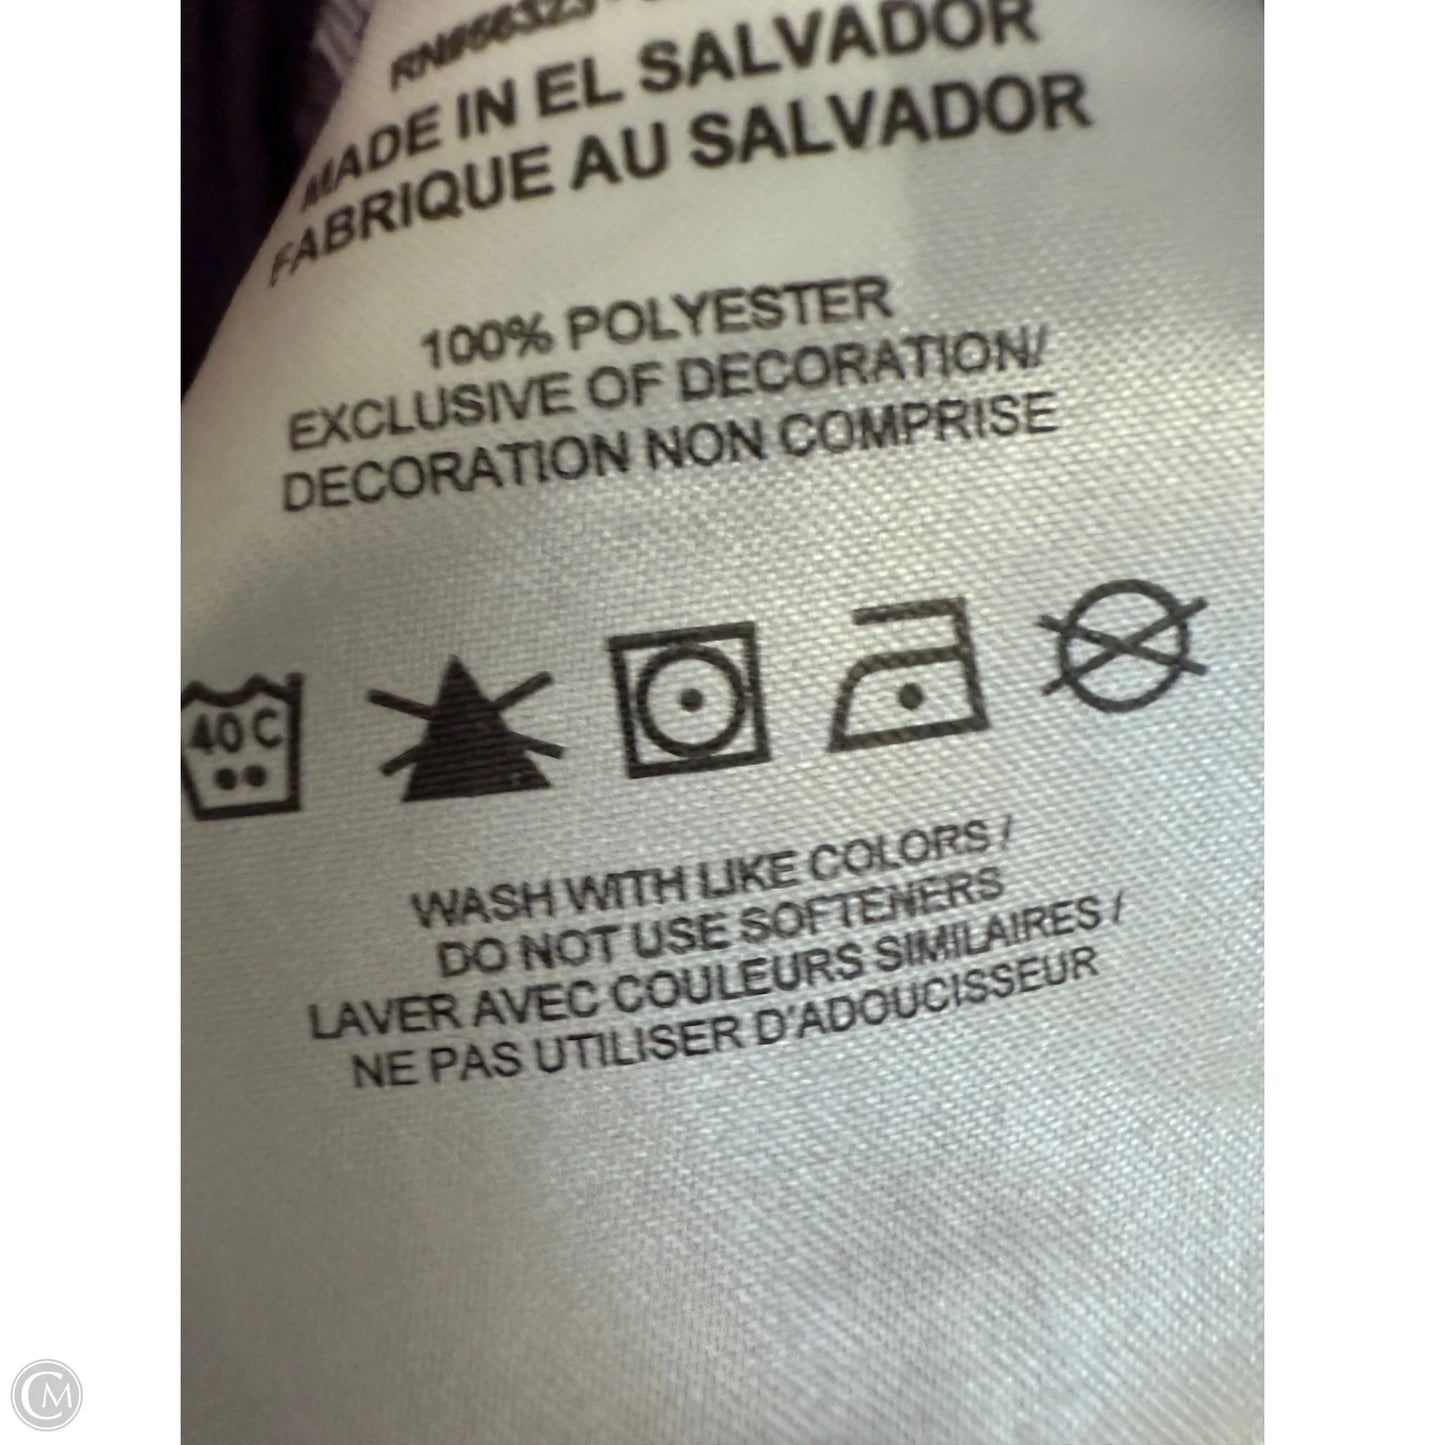 MADE IN EL SALVADOR
FABRIQUE AU SALVADOR
100% POLYESTER
EXCLUSIVE OF DECORATION/
DECORATION NON COMPRISE
40 C
WASH WITH LIKE COLORS /
DO NOT USE SOFTENERS
LAVER AVEC COULEURS SIMILAIRES /
NE PAS UTILISER D'ADOUCISSEUR
CM